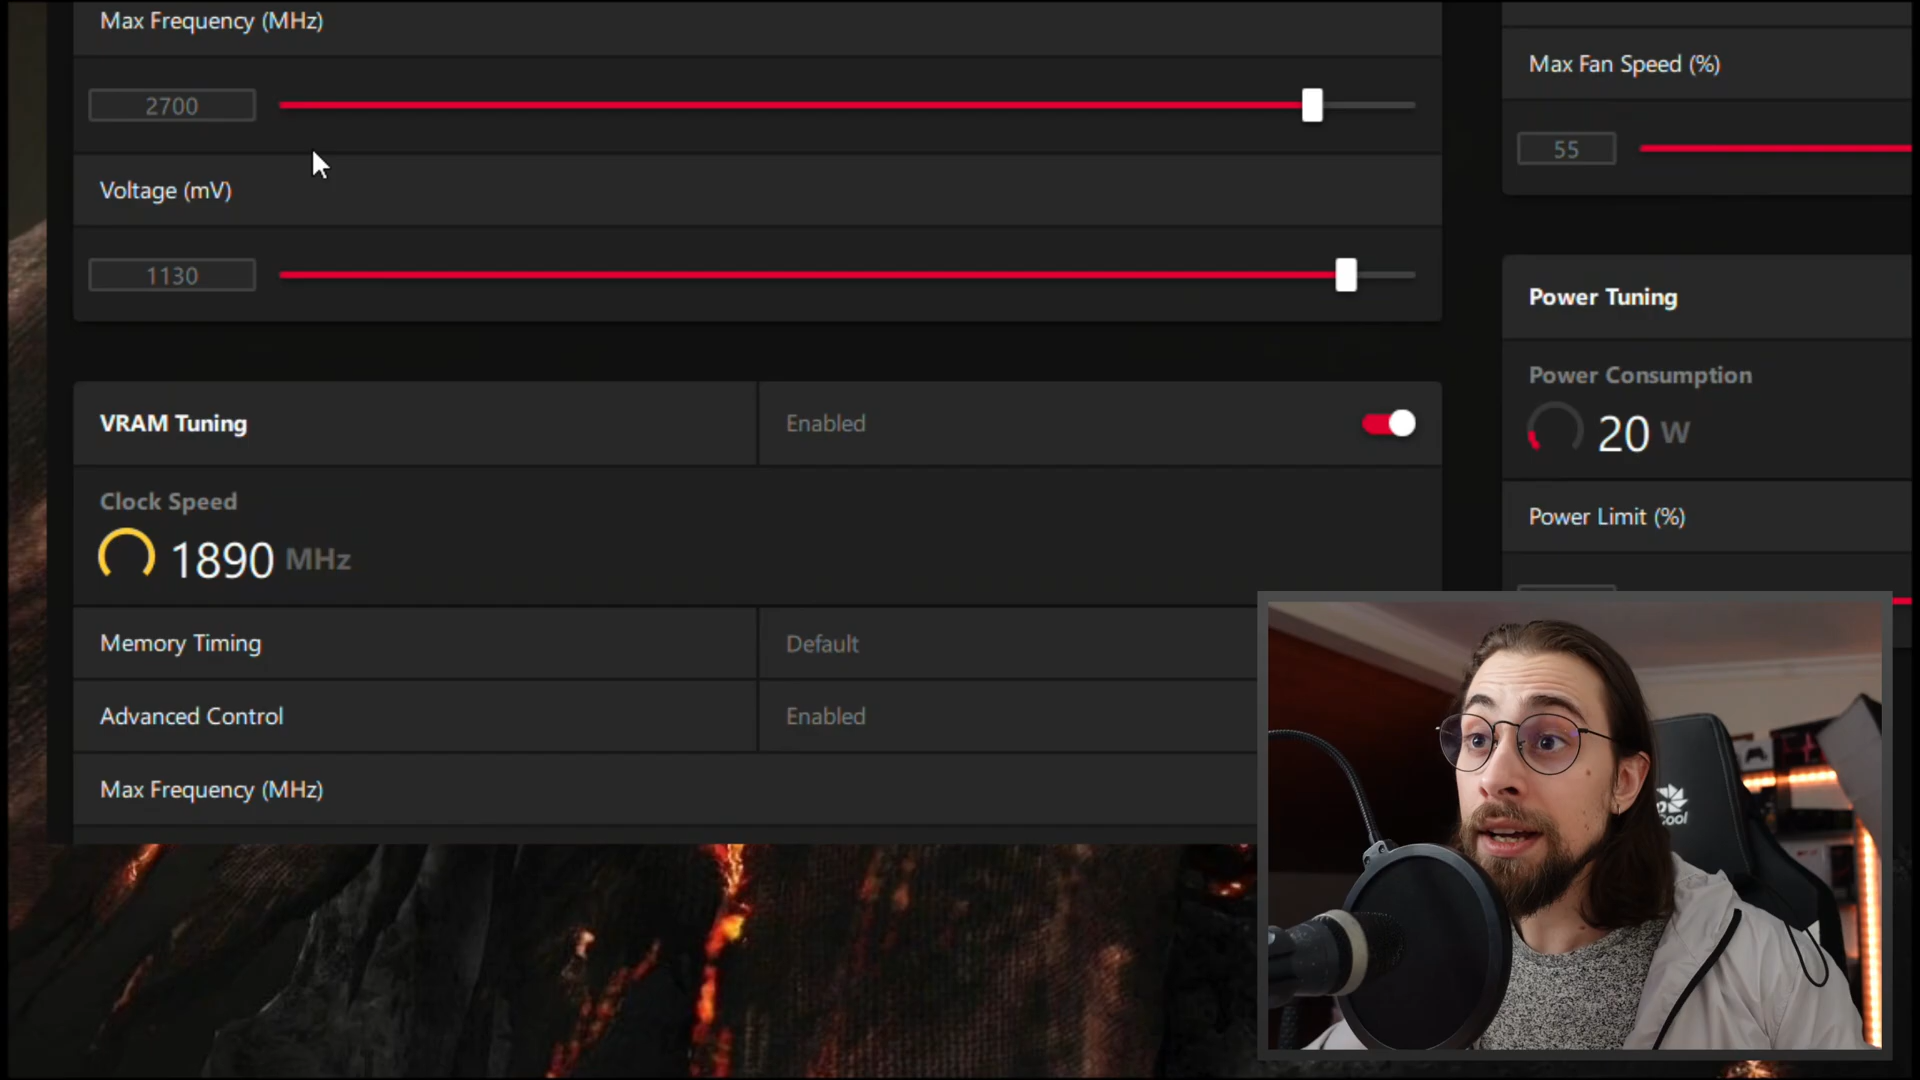 Max Frequency (MHz)
2700
Voltage (mV)
1130
VRAM Tuning
Enabled
Clock Speed
1890 MHz
Memory Timing
Default
Advanced Control
Enabled
Max Frequency (MHz)
Max Fan Speed (%)
55
Power Tuning
Power Consumption
20 W
Power Limit (%)